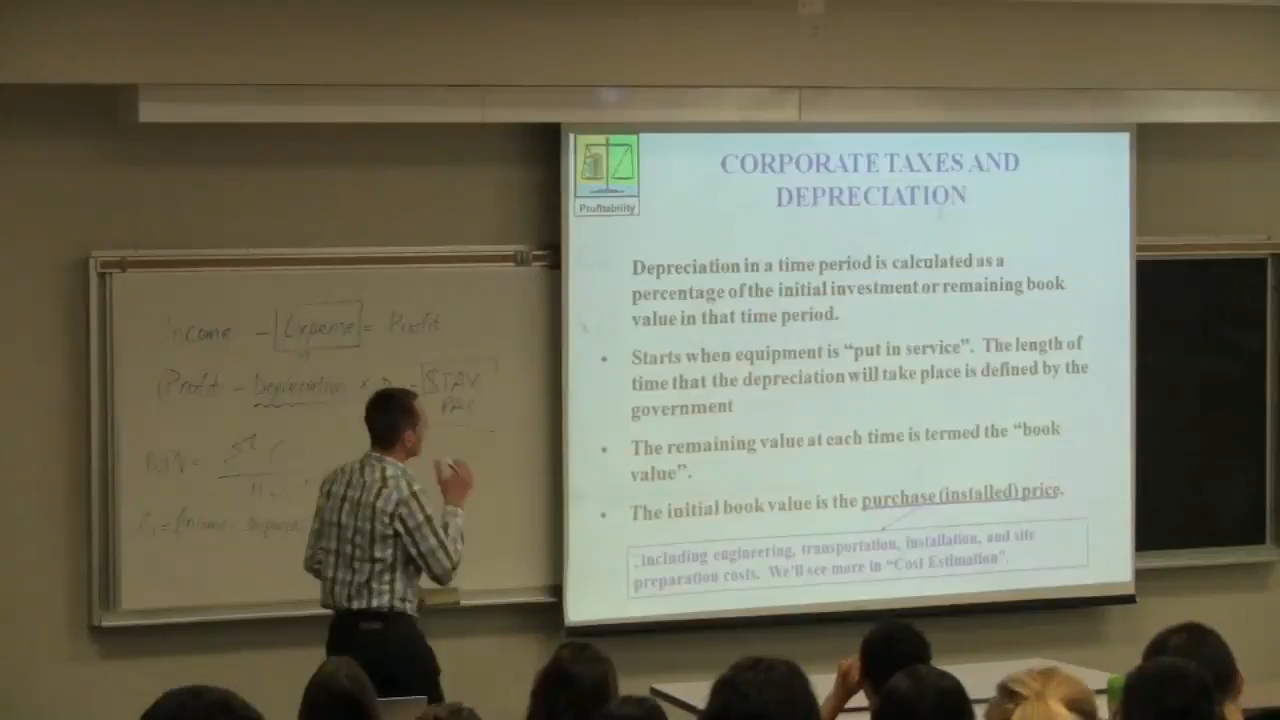 Profitability
CORPORATE TAXES AND
DEPRECIATION
Depreciation in a time period is calculated as a
percentage of the initial investment or remaining book
value in that time period.
• Starts when equipment is “put in service”. The length of
time that the depreciation will take place is defined by the
government
• The remaining value at each time is termed the “book
value”.
• The initial book value is the purchase (installed) price.
, including engineering, transportation, installation, and site
preparation costs. We’ll see more in “Cost Estimation”.
Income - Expense = Profit
(Profit - Depreciation ×
$TAX
NPV =